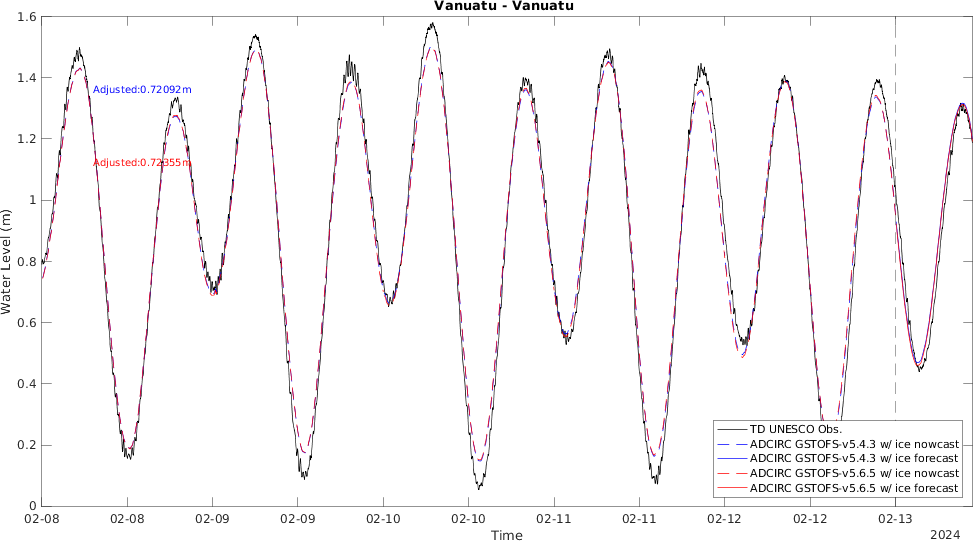 Vanuatu - Vanuatu
1.6
1.4
1.2
1
0.8
0.6
0.4
0.2
0
Water Level (m)
Adjusted:0.72092m
Adjusted:0.72355m
TD UNESCO Obs.
ADCIRC GSTOFS-v5.4.3 w/ ice nowcast
ADCIRC GSTOFS-v5.4.3 w/ ice forecast
ADCIRC GSTOFS-v5.6.5 w/ ice nowcast
ADCIRC GSTOFS-v5.6.5 w/ ice forecast
02-08 02-08 02-09 02-09 02-10 02-10 02-11 02-11 02-12 02-12 02-13
Time
2024